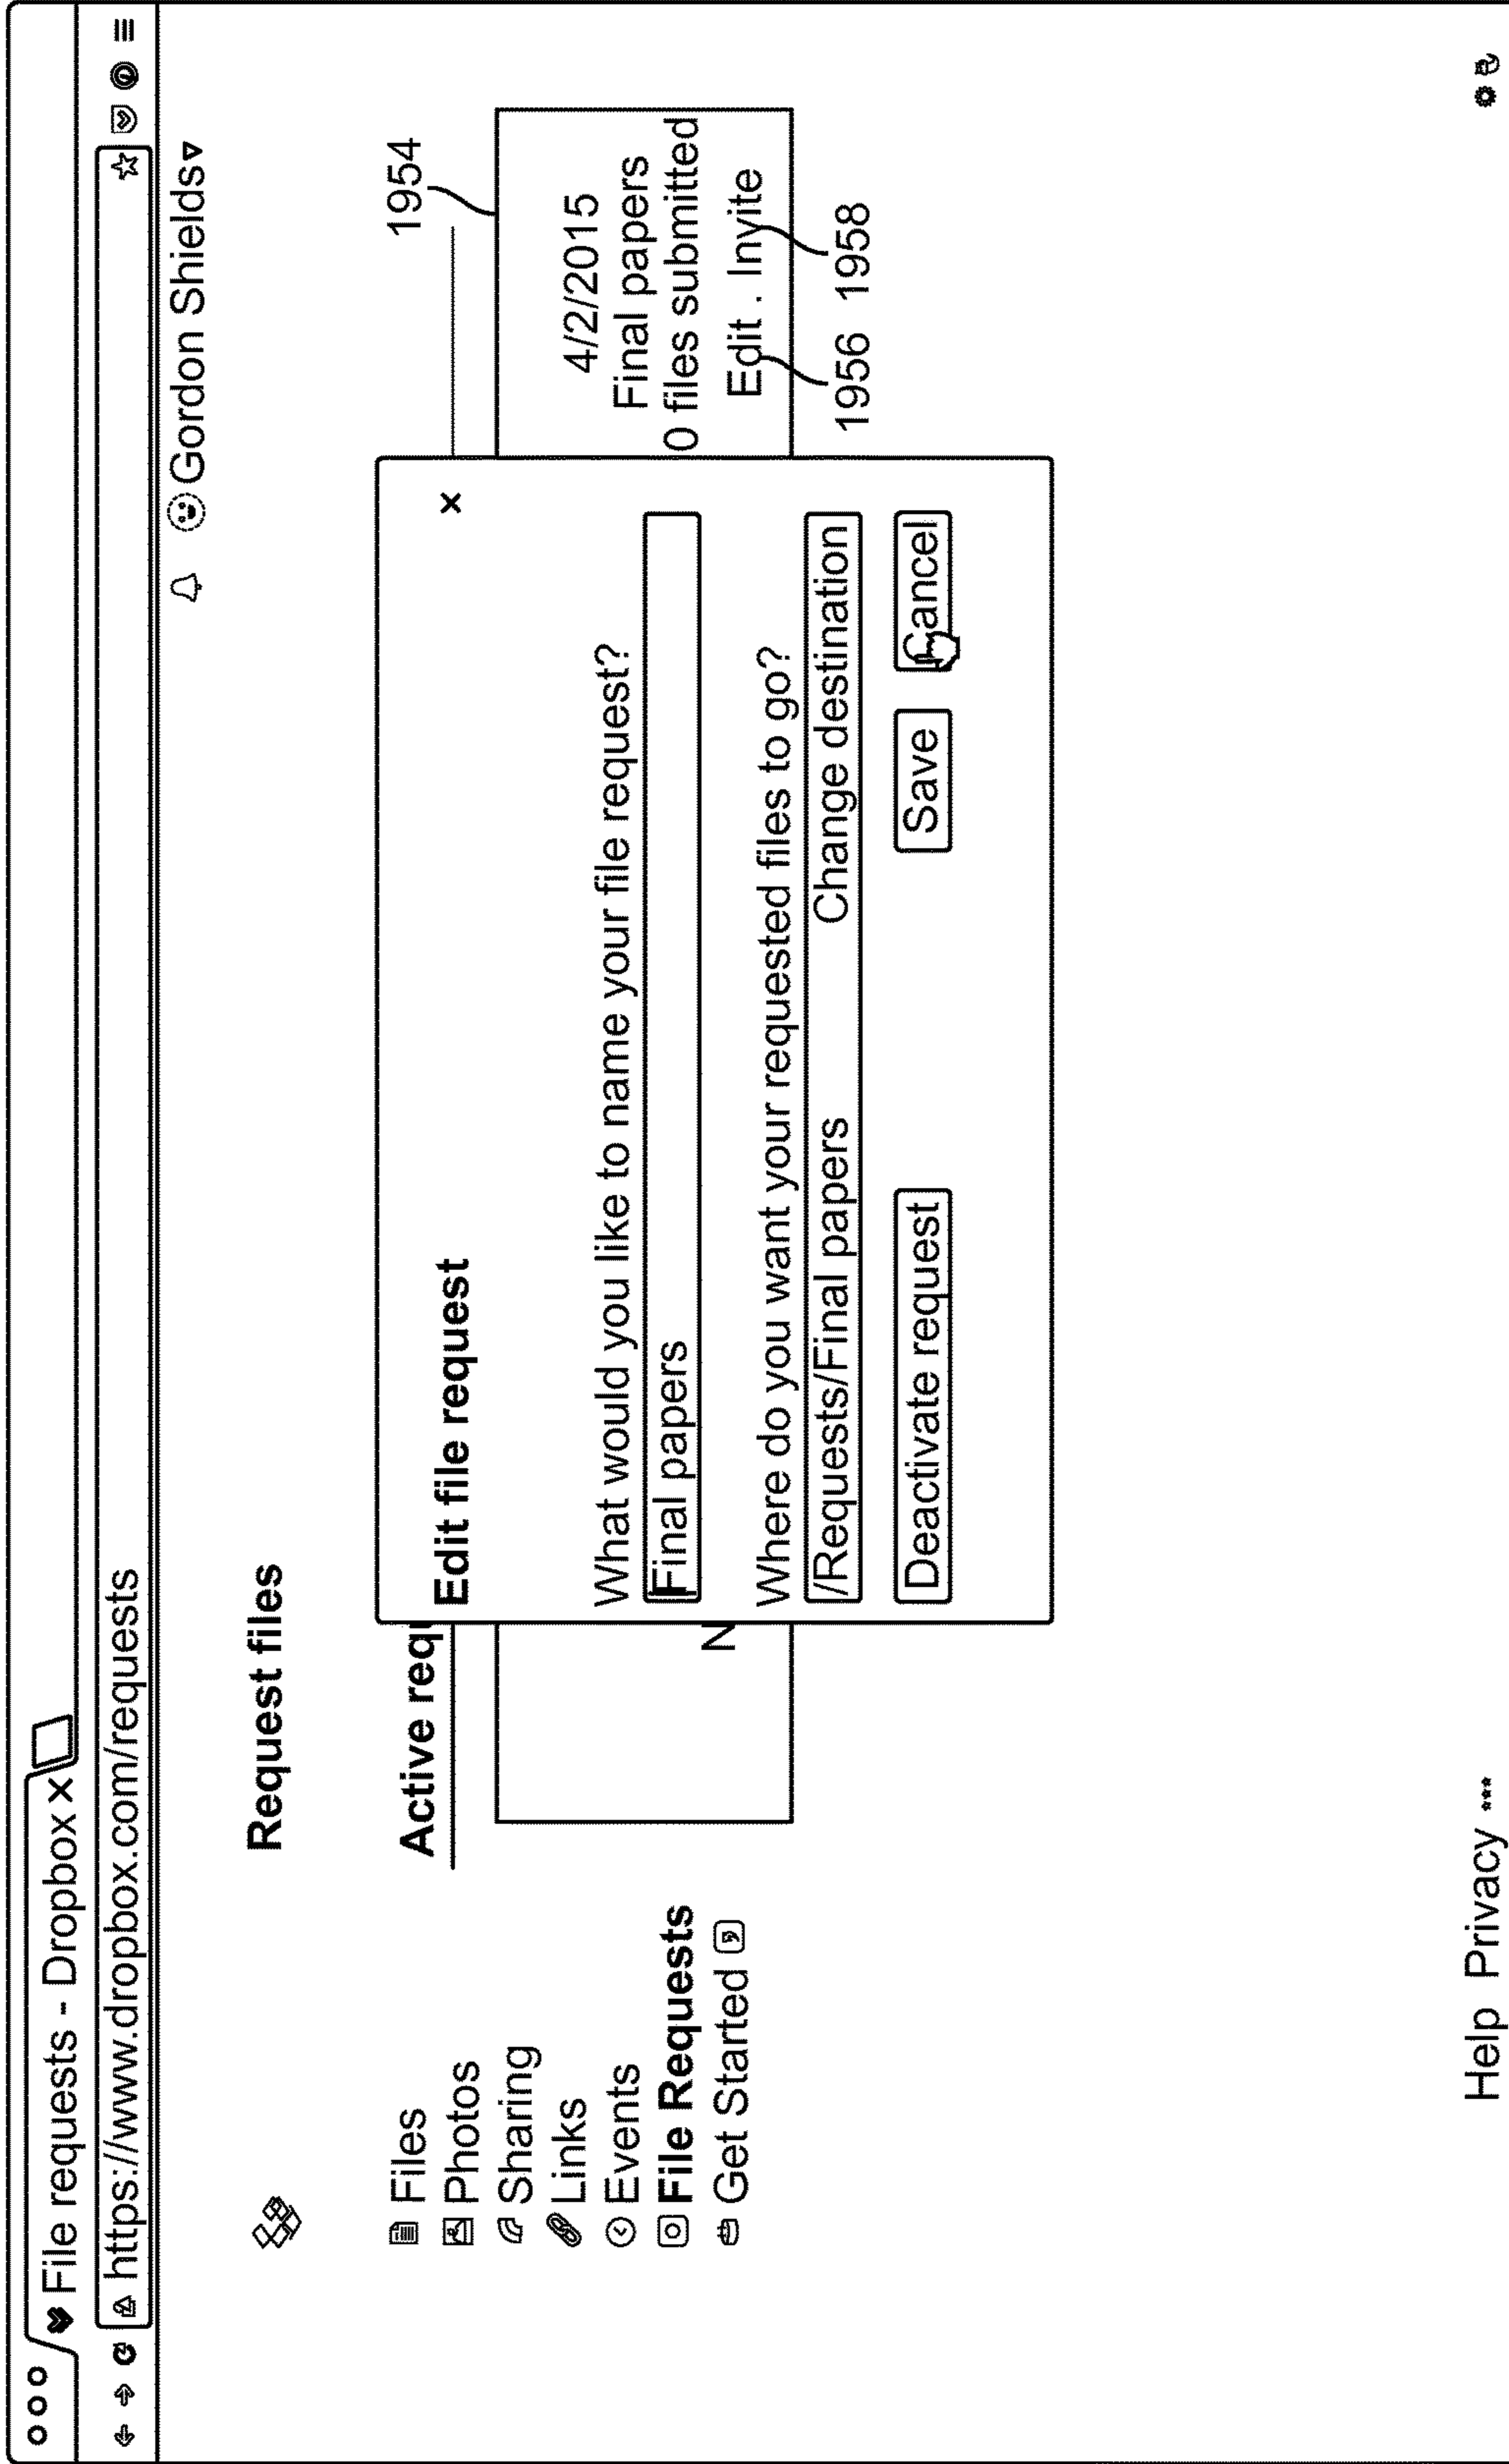 File requests - Dropbox X
https://www.dropbox.com/requests
Gordon Shields
Request files
Files
Photos
Sharing
Links
Events
File Requests
Get Started
Active req
1954
Edit file request
x
What would you like to name your file request?
Final papers
Where do you want your requested files to go?
/Requests/Final papers Change destination
Deactivate request Save Cancel
N
4/2/2015
Final papers
0 files submitted
Edit . Invite
1956 1958
Help Privacy